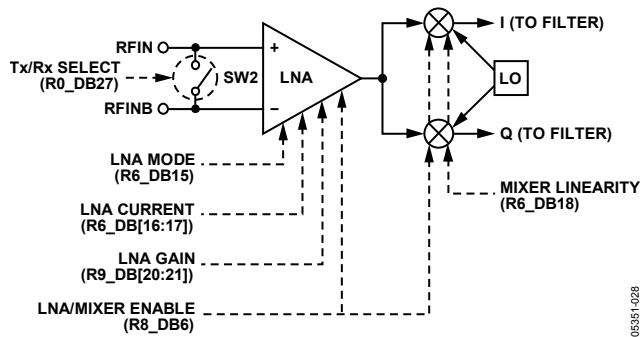 RFIN
I (TO FILTER)
Tx/Rx SELECT
(R0_DB27)
SW2
+
LNA
−
LO
RFINB
Q (TO FILTER)
LNA MODE
(R6_DB15)
MIXER LINEARITY
(R6_DB18)
LNA CURRENT
(R6_DB[16:17])
LNA GAIN
(R9_DB[20:21])
LNA/MIXER ENABLE
(R8_DB6)
05351-028